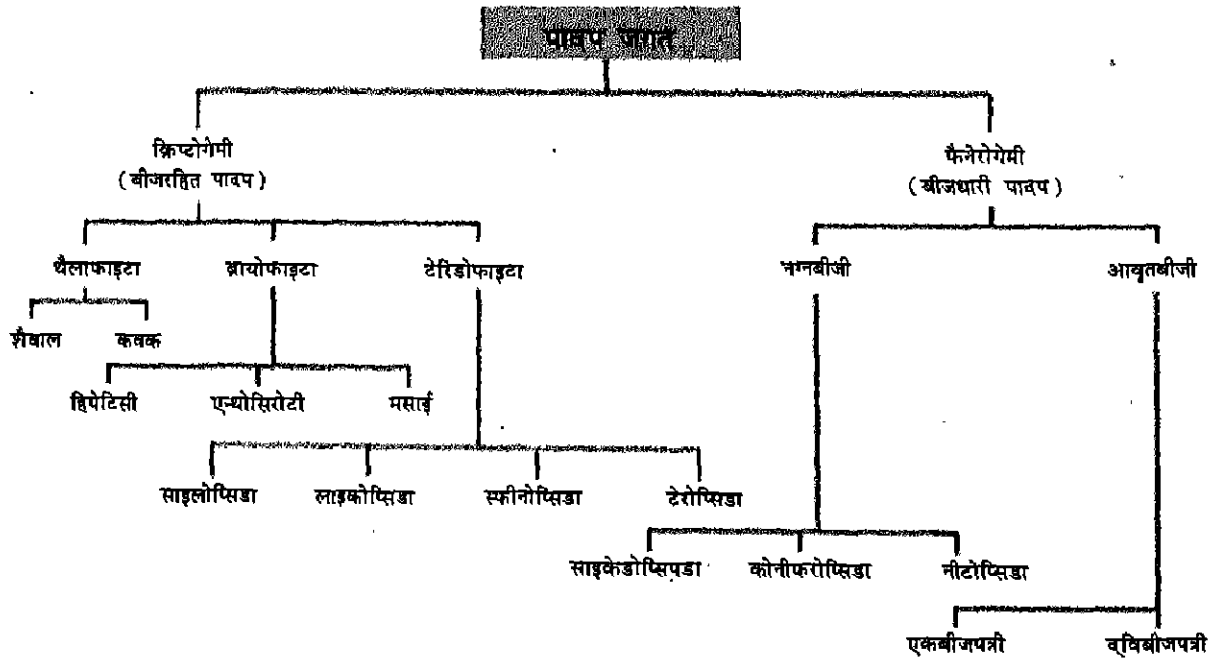 पादप जगत
क्रिप्टोगेमी
(बीजरहित पादप)
फैनेरोगेमी
(बीजधारी पादप)
थैलाफाइटा
ब्रायोफाइटा
टेरिडोफाइटा
नग्नबीजी
आवृतबीजी
शैवाल
कवक
हिपेटिसी
एन्थोसिरोटी
मसाई
साइलोप्सिडा
लाइकोप्सिडा
स्फीनोप्सिडा
टेरोप्सिडा
साइकेडोप्सिपडा
कोनीफरोप्सिडा
नीटोप्सिडा
एकबीजपत्री
द्विबीजपत्री